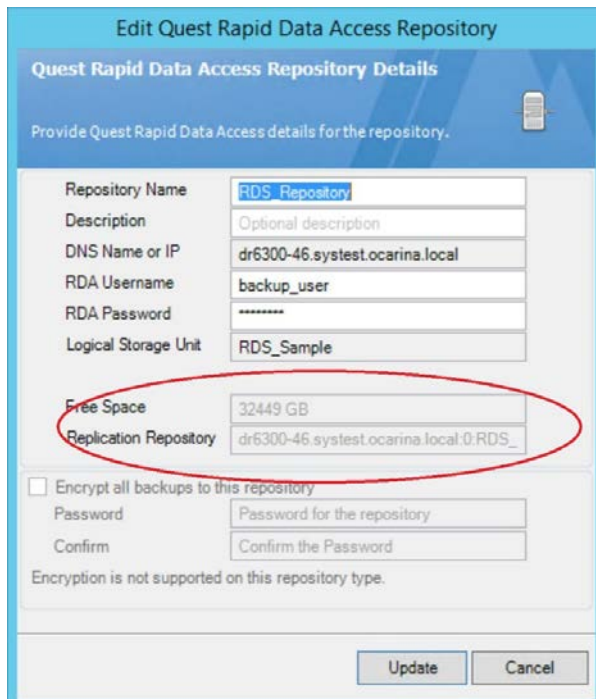 Edit Quest Rapid Data Access Repository
Quest Rapid Data Access Repository Details
Provide Quest Rapid Data Access details for the repository.
Repository Name RDS_Repository
Description Optional description
DNS Name or IP dr6300-46.systest.ocarina.local
RDA Username backup_user
RDA Password ********
Logical Storage Unit RDS_Sample
Free Space 32449 GB
Replication Repository dr6300-46.systest.ocarina.local:0:RDS_
Encrypt all backups to this repository
Password Password for the repository
Confirm Confirm the Password
Encryption is not supported on this repository type.
Update Cancel